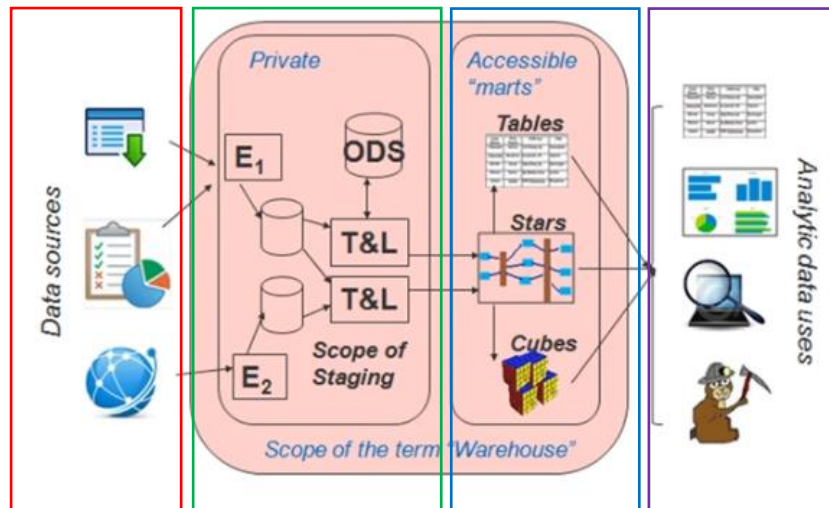 Data sources
Private
E1
ODS
T&L
T&L
E2
Scope of
Staging
Accessible
"marts"
Tables
Stars
Cubes
Scope of the term "Warehouse"
Analytic data uses